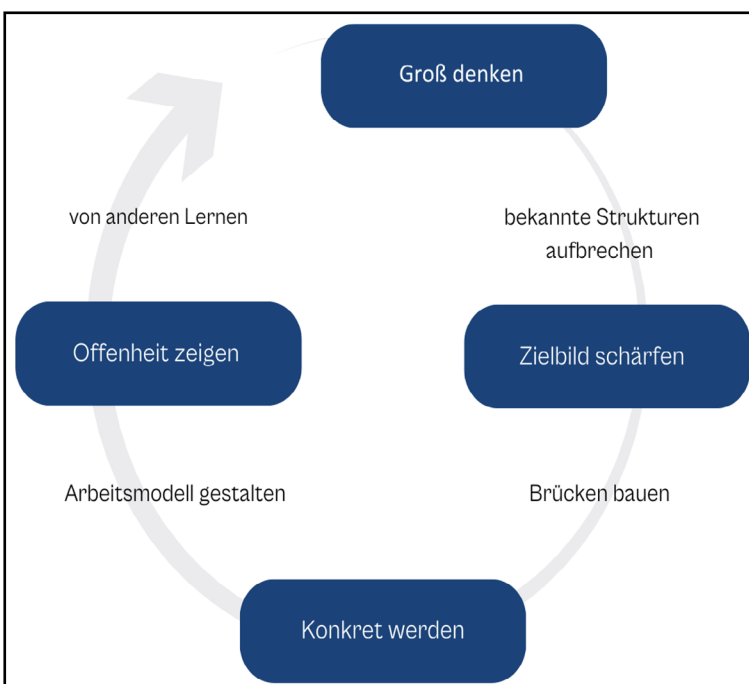 Groß denken
von anderen Lernen
bekannte Strukturen
aufbrechen
Offenheit zeigen
Zielbild schärfen
Arbeitsmodell gestalten
Brücken bauen
Konkret werden